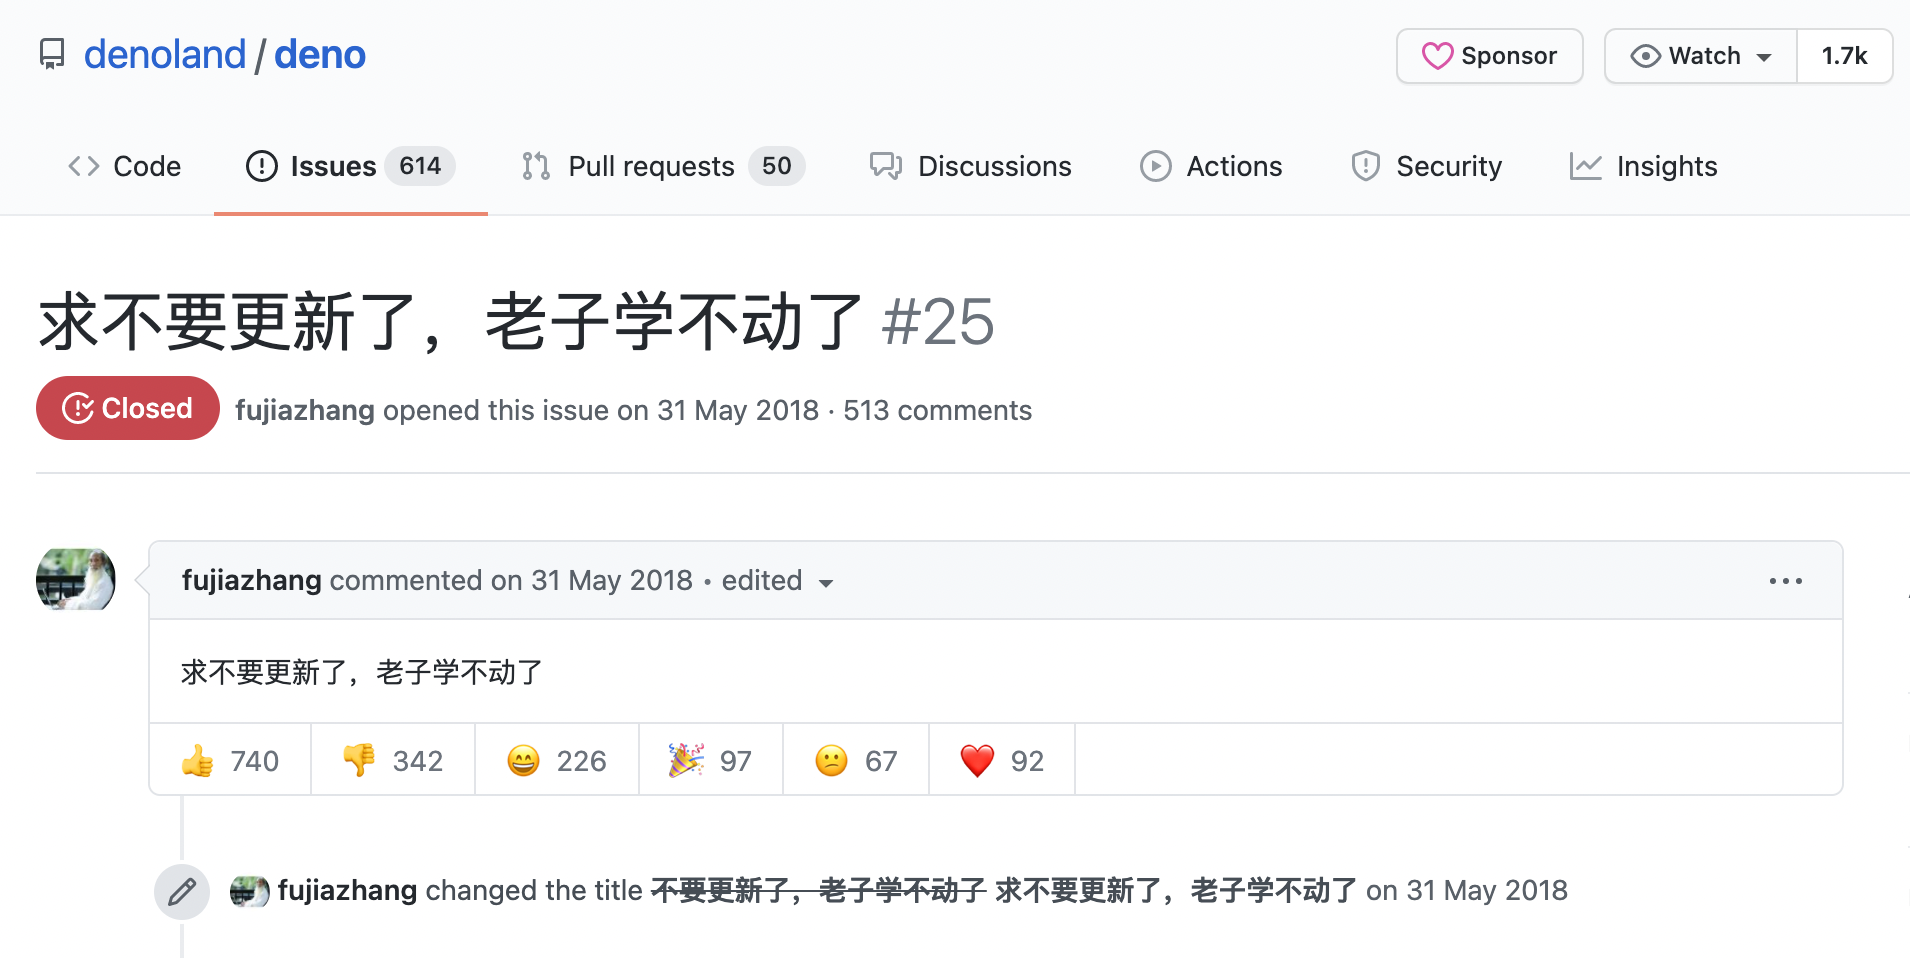 denoland / deno
Sponsor
Watch
1.7k
Code
Issues 614
Pull requests 50
Discussions
Actions
Security
Insights
求不要更新了，老子学不动了 #25
Closed
fujiazhang opened this issue on 31 May 2018 · 513 comments
fujiazhang commented on 31 May 2018 • edited
求不要更新了，老子学不动了
740
342
226
97
67
92
fujiazhang changed the title 不要更新了，老子学不动了 求不要更新了，老子学不动了 on 31 May 2018